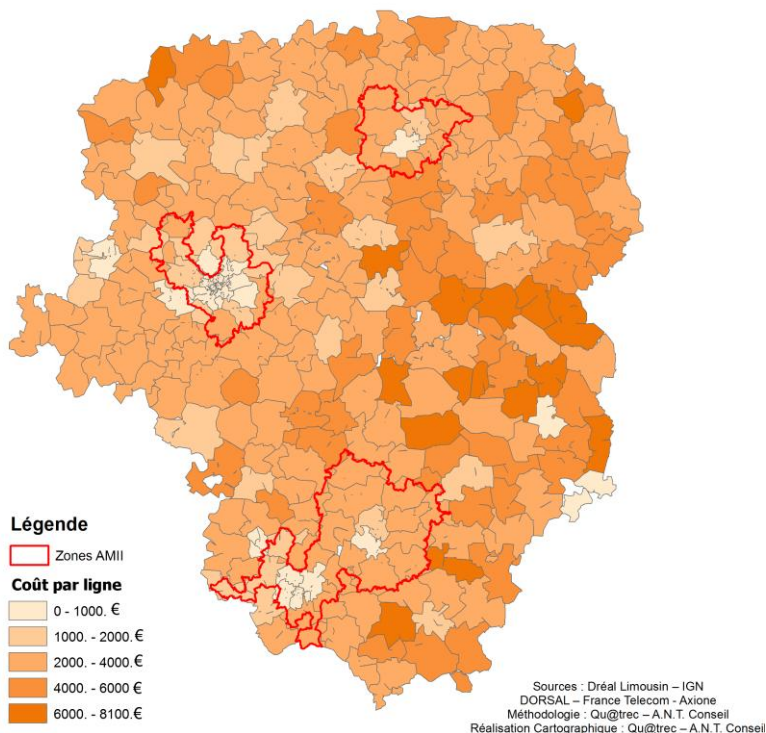 Légende
Zones AMII
Coût par ligne
0 - 1000. €
1000. - 2000. €
2000. - 4000. €
4000. - 6000 €
6000. - 8100. €
Sources : Dréal Limousin – IGN
DORSAL – France Telecom - Axione
Méthodologie : Qu@trec – A.N.T. Conseil
Réalisation Cartographique : Qu@trec – A.N.T. Conseil